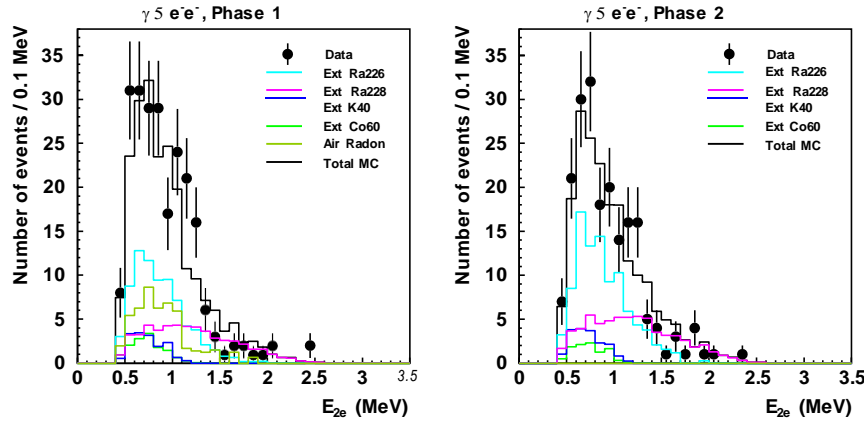 γ 5 e⁻e⁻, Phase 1
Number of events / 0.1 MeV
35
30
25
20
15
10
5
0
0
0.5
1
1.5
2
2.5
3
3.5
E2e (MeV)
Data
Ext Ra226
Ext Ra228
Ext K40
Ext Co60
Air Radon
Total MC
γ 5 e⁻e⁻, Phase 2
Number of events / 0.1 MeV
35
30
25
20
15
10
5
0
0
0.5
1
1.5
2
2.5
3
3.5
E2e (MeV)
Data
Ext Ra226
Ext Ra228
Ext K40
Ext Co60
Total MC